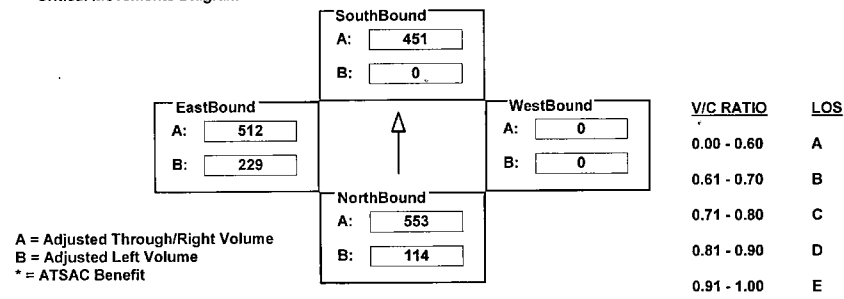 SouthBound
A: 451
B: 0
EastBound
A: 512
B: 229
WestBound
A: 0
B: 0
NorthBound
A: 553
B: 114
A = Adjusted Through/Right Volume
B = Adjusted Left Volume
* = ATSAC Benefit
V/C RATIO LOS
0.00 - 0.60 A
0.61 - 0.70 B
0.71 - 0.80 C
0.81 - 0.90 D
0.91 - 1.00 E